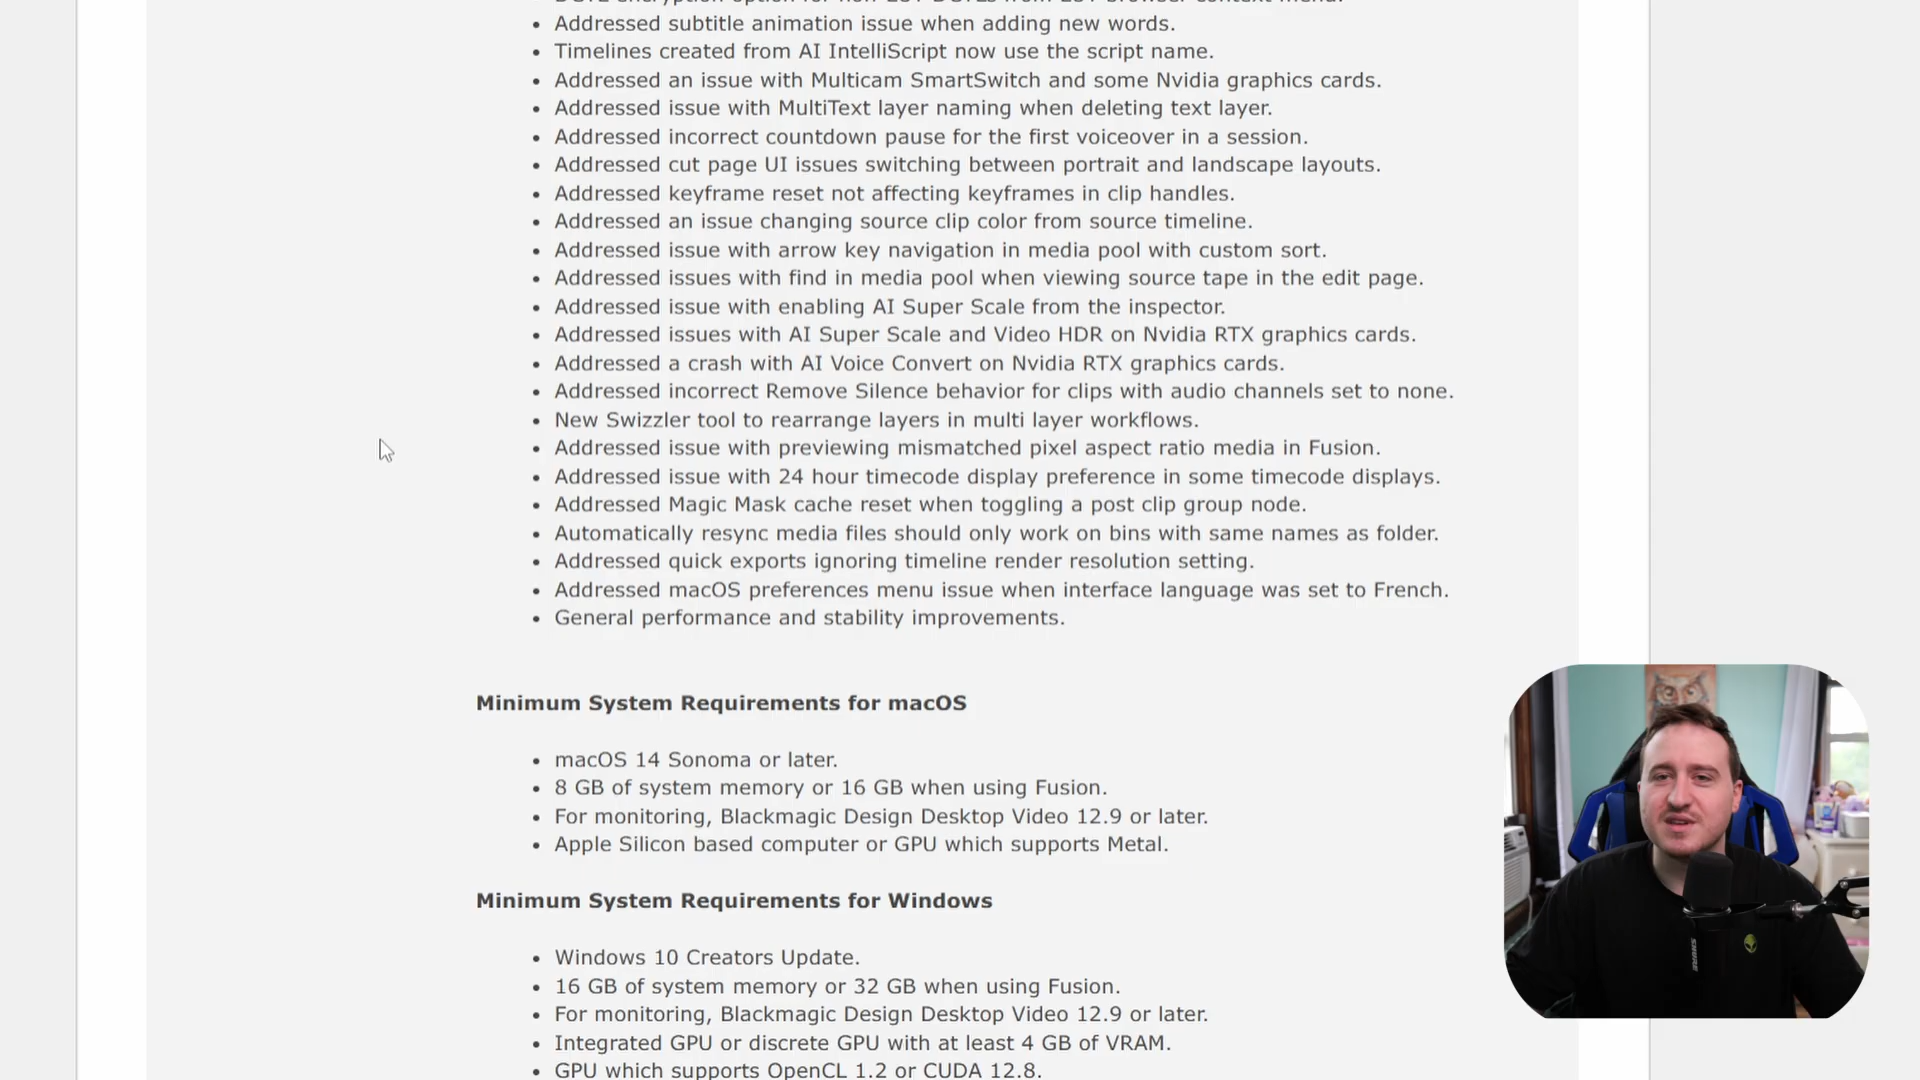 Addressed subtitle animation issue when adding new words.
Timelines created from AI IntelliScript now use the script name.
Addressed an issue with Multicam SmartSwitch and some Nvidia graphics cards.
Addressed issue with MultiText layer naming when deleting text layer.
Addressed incorrect countdown pause for the first voiceover in a session.
Addressed cut page UI issues switching between portrait and landscape layouts.
Addressed keyframe reset not affecting keyframes in clip handles.
Addressed an issue changing source clip color from source timeline.
Addressed issue with arrow key navigation in media pool with custom sort.
Addressed issues with find in media pool when viewing source tape in the edit page.
Addressed issue with enabling AI Super Scale from the inspector.
Addressed issues with AI Super Scale and Video HDR on Nvidia RTX graphics cards.
Addressed a crash with AI Voice Convert on Nvidia RTX graphics cards.
Addressed incorrect Remove Silence behavior for clips with audio channels set to none.
New Swizzler tool to rearrange layers in multi layer workflows.
Addressed issue with previewing mismatched pixel aspect ratio media in Fusion.
Addressed issue with 24 hour timecode display preference in some timecode displays.
Addressed Magic Mask cache reset when toggling a post clip group node.
Automatically resync media files should only work on bins with same names as folder.
Addressed quick exports ignoring timeline render resolution setting.
Addressed macOS preferences menu issue when interface language was set to French.
General performance and stability improvements.
Minimum System Requirements for macOS
macOS 14 Sonoma or later.
8 GB of system memory or 16 GB when using Fusion.
For monitoring, Blackmagic Design Desktop Video 12.9 or later.
Apple Silicon based computer or GPU which supports Metal.
Minimum System Requirements for Windows
Windows 10 Creators Update.
16 GB of system memory or 32 GB when using Fusion.
For monitoring, Blackmagic Design Desktop Video 12.9 or later.
Integrated GPU or discrete GPU with at least 4 GB of VRAM.
GPU which supports OpenCL 1.2 or CUDA 12.8.
SHURE